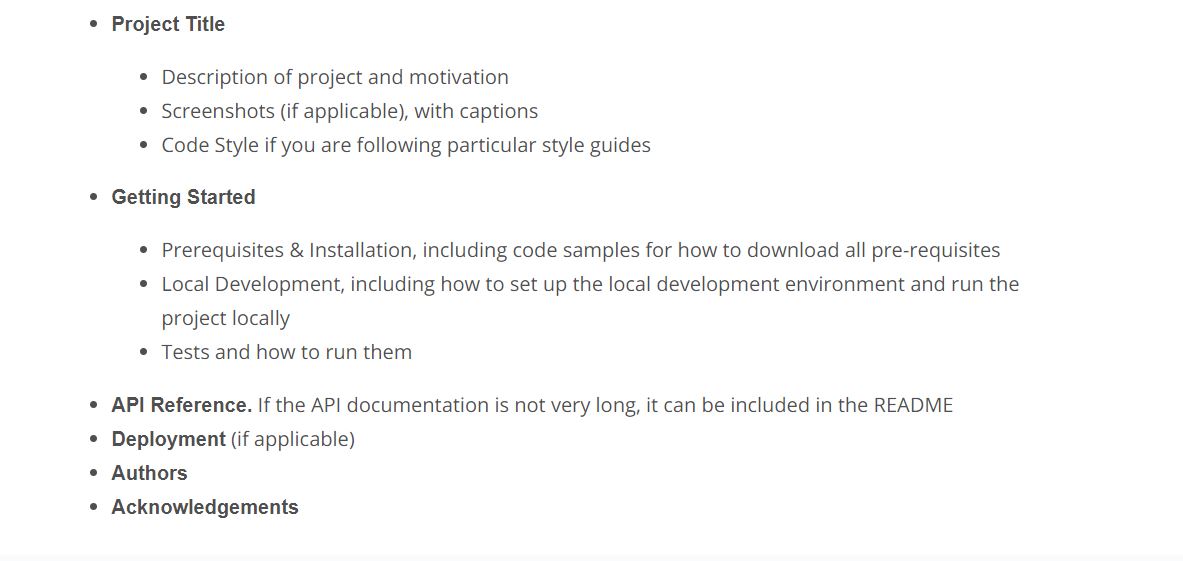 Project Title
Description of project and motivation
Screenshots (if applicable), with captions
Code Style if you are following particular style guides
Getting Started
Prerequisites & Installation, including code samples for how to download all pre-requisites
Local Development, including how to set up the local development environment and run the
project locally
Tests and how to run them
API Reference. If the API documentation is not very long, it can be included in the README
Deployment (if applicable)
Authors
Acknowledgements